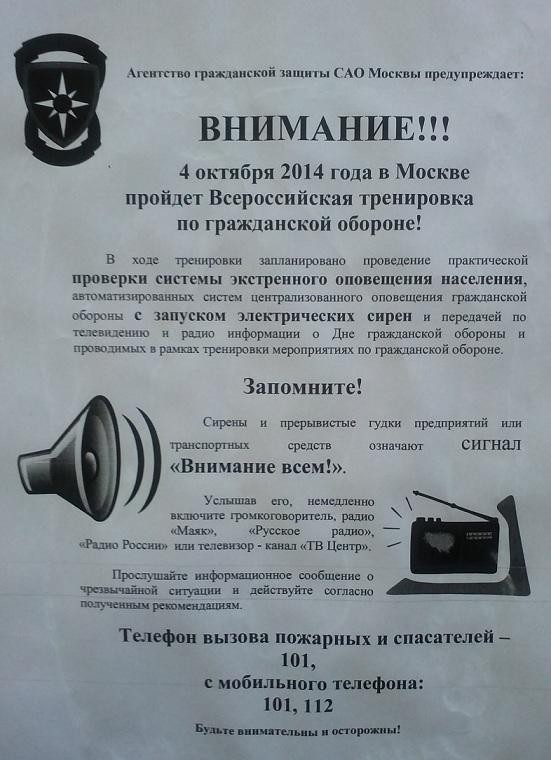 Агентство гражданской защиты САО Москвы предупреждает:
ВНИМАНИЕ!!!
4 октября 2014 года в Москве
пройдет Всероссийская тренировка
по гражданской обороне!
В ходе тренировки запланировано проведение практической
проверки системы экстренного оповещения населения,
автоматизированных систем централизованного оповещения гражданской
обороны с запуском электрических сирен и передачей по
телевидению и радио информации о Дне гражданской обороны и
проводимых в рамках тренировки мероприятиях по гражданской обороне.
Запомните!
Сирены и прерывистые гудки предприятий или
транспортных средств означают сигнал
«Внимание всем!».
Услышав его, немедленно
включите громкоговоритель, радио
«Маяк», «Русское радио»,
«Радио России» или телевизор - канал «ТВ Центр».
Прослушайте информационное сообщение о
чрезвычайной ситуации и действуйте согласно
полученным рекомендациям.
Телефон вызова пожарных и спасателей –
101,
с мобильного телефона:
101, 112
Будьте внимательны и осторожны!